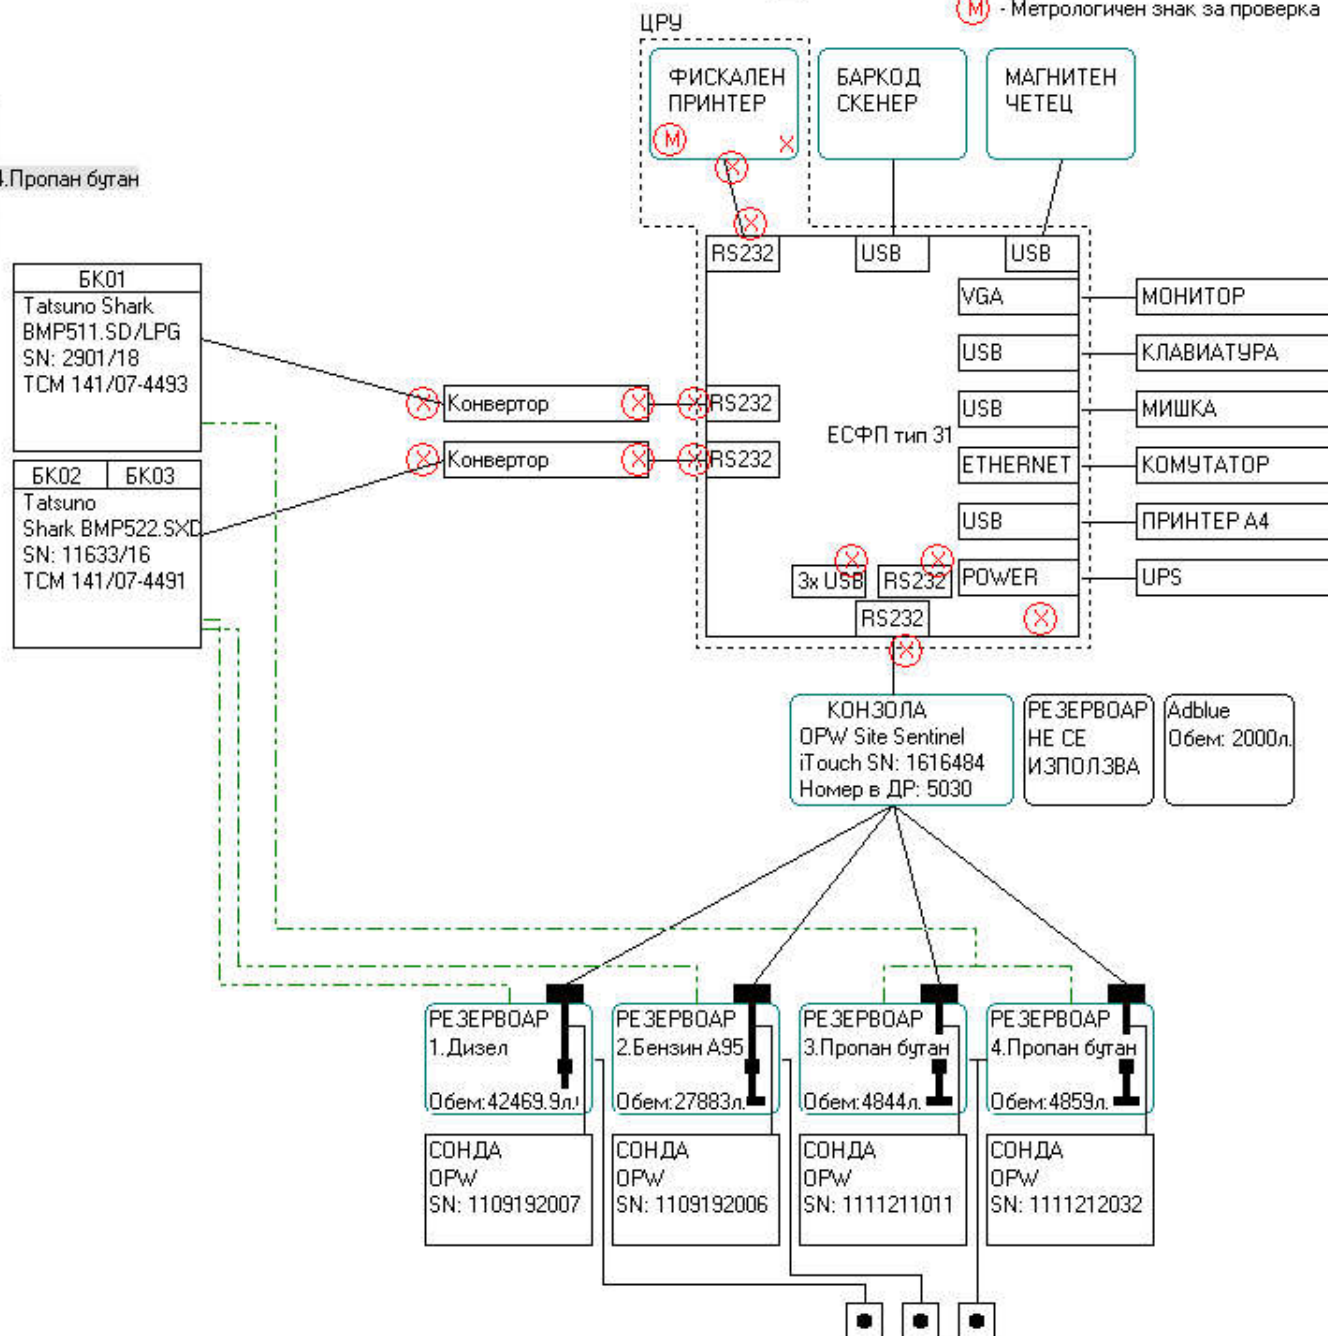 М - Метрологичен знак за проверка
ЦРУ
ФИСКАЛЕН
ПРИНТЕР
М
БАРКОД
СКЕНЕР
МАГНИТЕН
ЧЕТЕЦ
4.Пропан бутан
RS232
USB
USB
БК01
Tatsuno Shark
BMP511.SD/LPG
SN: 2901/18
ТСМ 141/07-4493
VGA
МОНИТОР
USB
КЛАВИАТУРА
Конвертор
RS232
USB
МИШКА
ЕСФП тип 31
Конвертор
RS232
ETHERNET
КОМУТАТОР
БК02
БК03
Tatsuno
Shark BMP522.SXD
SN: 11633/16
ТСМ 141/07-4491
USB
ПРИНТЕР А4
3x USB
RS232
POWER
UPS
RS232
КОНЗОЛА
OPW Site Sentinel
iTouch SN: 1616484
Номер в ДР: 5030
РЕЗЕРВОАР
НЕ СЕ
ИЗПОЛЗВА
Adblue
Обем: 2000л.
РЕЗЕРВОАР
1.Дизел
Обем:42469.9л.
РЕЗЕРВОАР
2.Бензин А95
Обем:27883л.
РЕЗЕРВОАР
3.Пропан бутан
Обем:4844л.
РЕЗЕРВОАР
4.Пропан бутан
Обем:4859л.
СОНДА
OPW
SN: 1109192007
СОНДА
OPW
SN: 1109192006
СОНДА
OPW
SN: 1111211011
СОНДА
OPW
SN: 1111212032